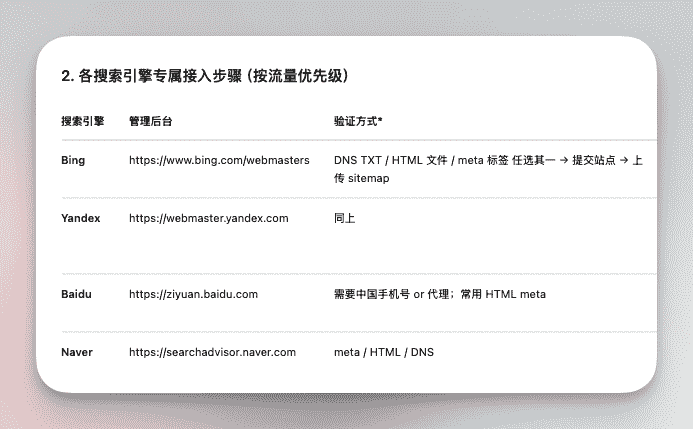 2. 各搜索引擎专属接入步骤 (按流量优先级)
搜索引擎 管理后台 验证方式*
Bing https://www.bing.com/webmasters DNS TXT / HTML 文件 / meta 标签 任选其一 → 提交站点 → 上
传 sitemap
Yandex https://webmaster.yandex.com 同上
Baidu https://ziyuan.baidu.com 需要中国手机号 or 代理；常用 HTML meta
Naver https://searchadvisor.naver.com meta / HTML / DNS